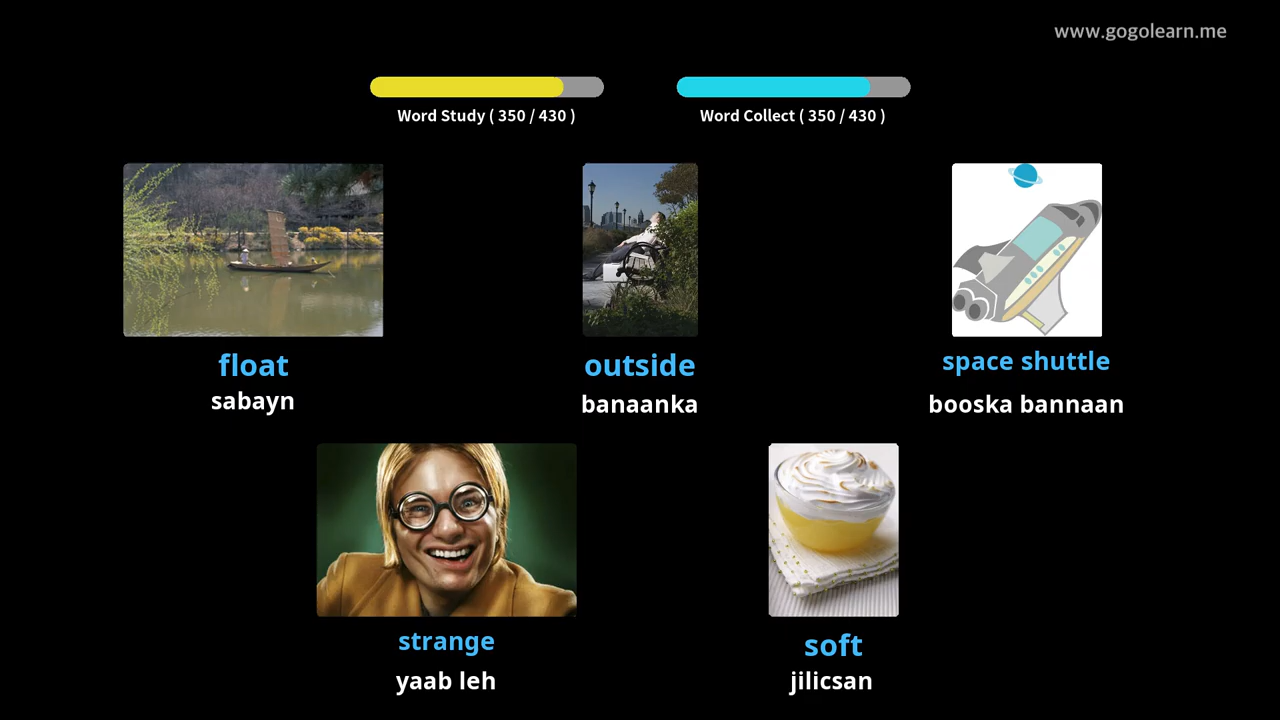 www.gogolearn.me
Word Study ( 350 / 430 )
Word Collect ( 350 / 430 )
float
sabayn
outside
banaanka
space shuttle
booska bannaan
strange
yaab leh
soft
jilicsan